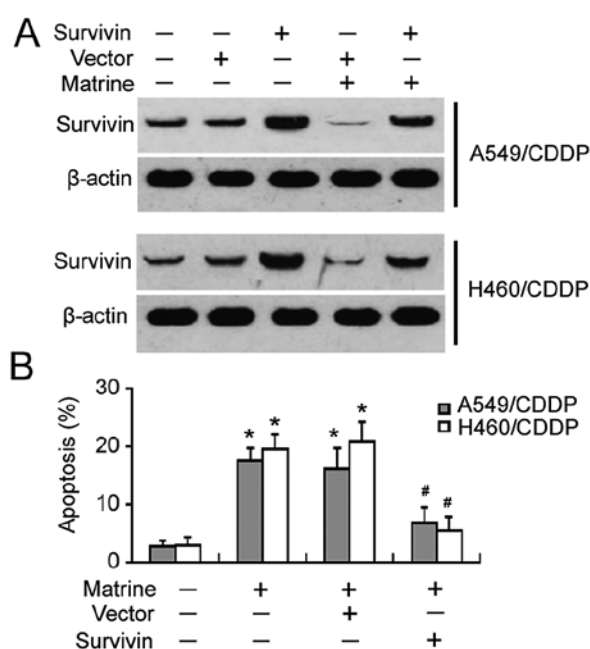 A
Survivin — — + — +
Vector — + — + —
Matrine — — — + +
Survivin
β-actin
A549/CDDP
Survivin
β-actin
H460/CDDP
B
Apoptosis (%)
30
20
10
0
* * * * # #
A549/CDDP
H460/CDDP
Matrine — + + +
Vector — — + —
Survivin — — — +